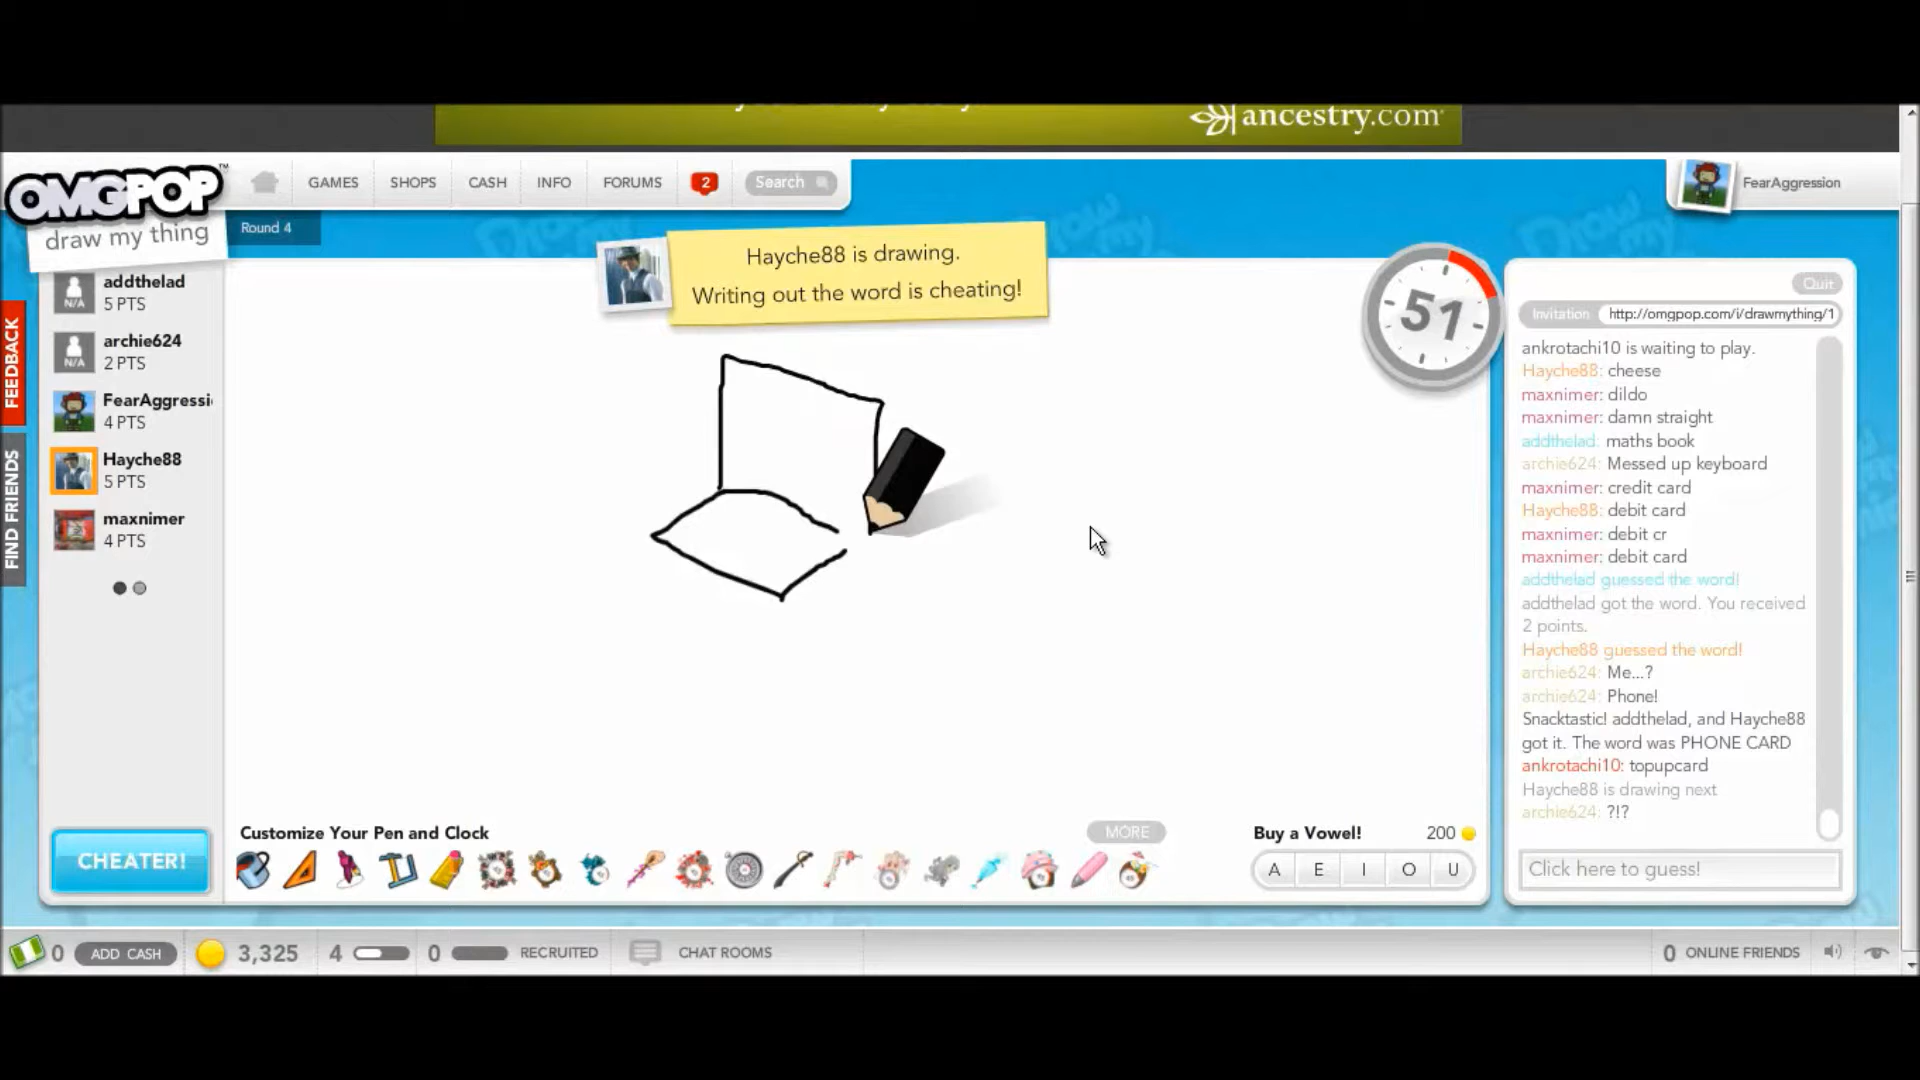 ancestry.com
OMGPOP™
draw my thing
GAMES
SHOPS
CASH
INFO
FORUMS
2
Search
FearAggression
Round 4
Hayche88 is drawing.
Writing out the word is cheating!
51
FEEDBACK
FIND FRIENDS
N/A
addthelad
5 PTS
N/A
archie624
2 PTS
FearAggressi
4 PTS
Hayche88
5 PTS
maxnimer
4 PTS
CHEATER!
Quit
Invitation http://omgpop.com/i/drawmything/1
ankrotachi10 is waiting to play.
Hayche88: cheese
maxnimer: dildo
maxnimer: damn straight
addthelad: maths book
archie624: Messed up keyboard
maxnimer: credit card
Hayche88: debit card
maxnimer: debit cr
maxnimer: debit card
addthelad guessed the word!
addthelad got the word. You received
2 points.
Hayche88 guessed the word!
archie624: Me...?
archie624: Phone!
Snacktastic! addthelad, and Hayche88
got it. The word was PHONE CARD
ankrotachi10: topupcard
Hayche88 is drawing next
archie624: ?!?
Click here to guess!
Customize Your Pen and Clock
MORE
Buy a Vowel! 200
A E I O U
0 ADD CASH 3,325 4 0 RECRUITED CHAT ROOMS 0 ONLINE FRIENDS